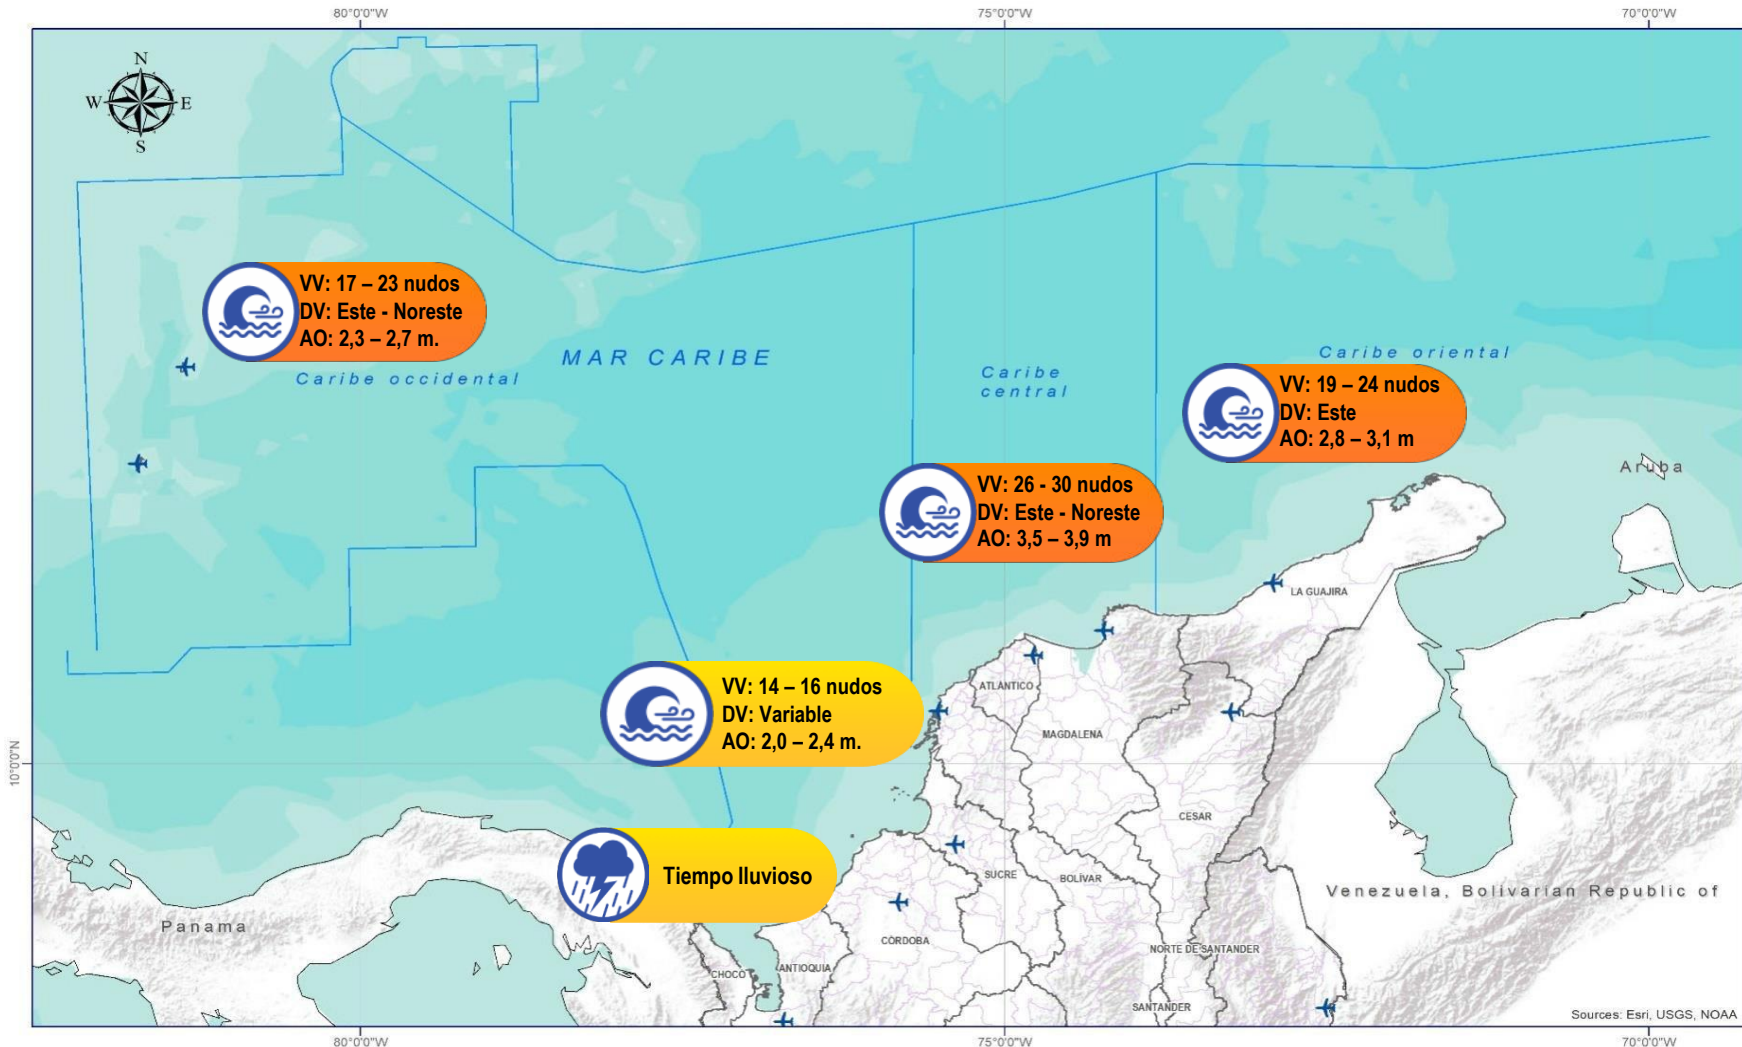 80°0'0"W
75°0'0"W
70°0'0"W
N
W
E
S
VV: 17 – 23 nudos
DV: Este - Noreste
AO: 2,3 – 2,7 m.
MAR CARIBE
Caribe occidental
Caribe
central
Caribe oriental
VV: 19 – 24 nudos
DV: Este
AO: 2,8 – 3,1 m
Aruba
VV: 26 - 30 nudos
DV: Este - Noreste
AO: 3,5 – 3,9 m
LA GUAJIRA
VV: 14 – 16 nudos
DV: Variable
AO: 2,0 – 2,4 m.
ATLANTICO
MAGDALENA
10°0'0"N
CESAR
Tiempo lluvioso
SUCRE
BOLÍVAR
Venezuela, Bolivarian Republic of
Panama
CÓRDOBA
NORTE DE SANTANDER
CHOCO
ANTIOQUIA
SANTANDER
Sources: Esri, USGS, NOAA
80°0'0"W
75°0'0"W
70°0'0"W